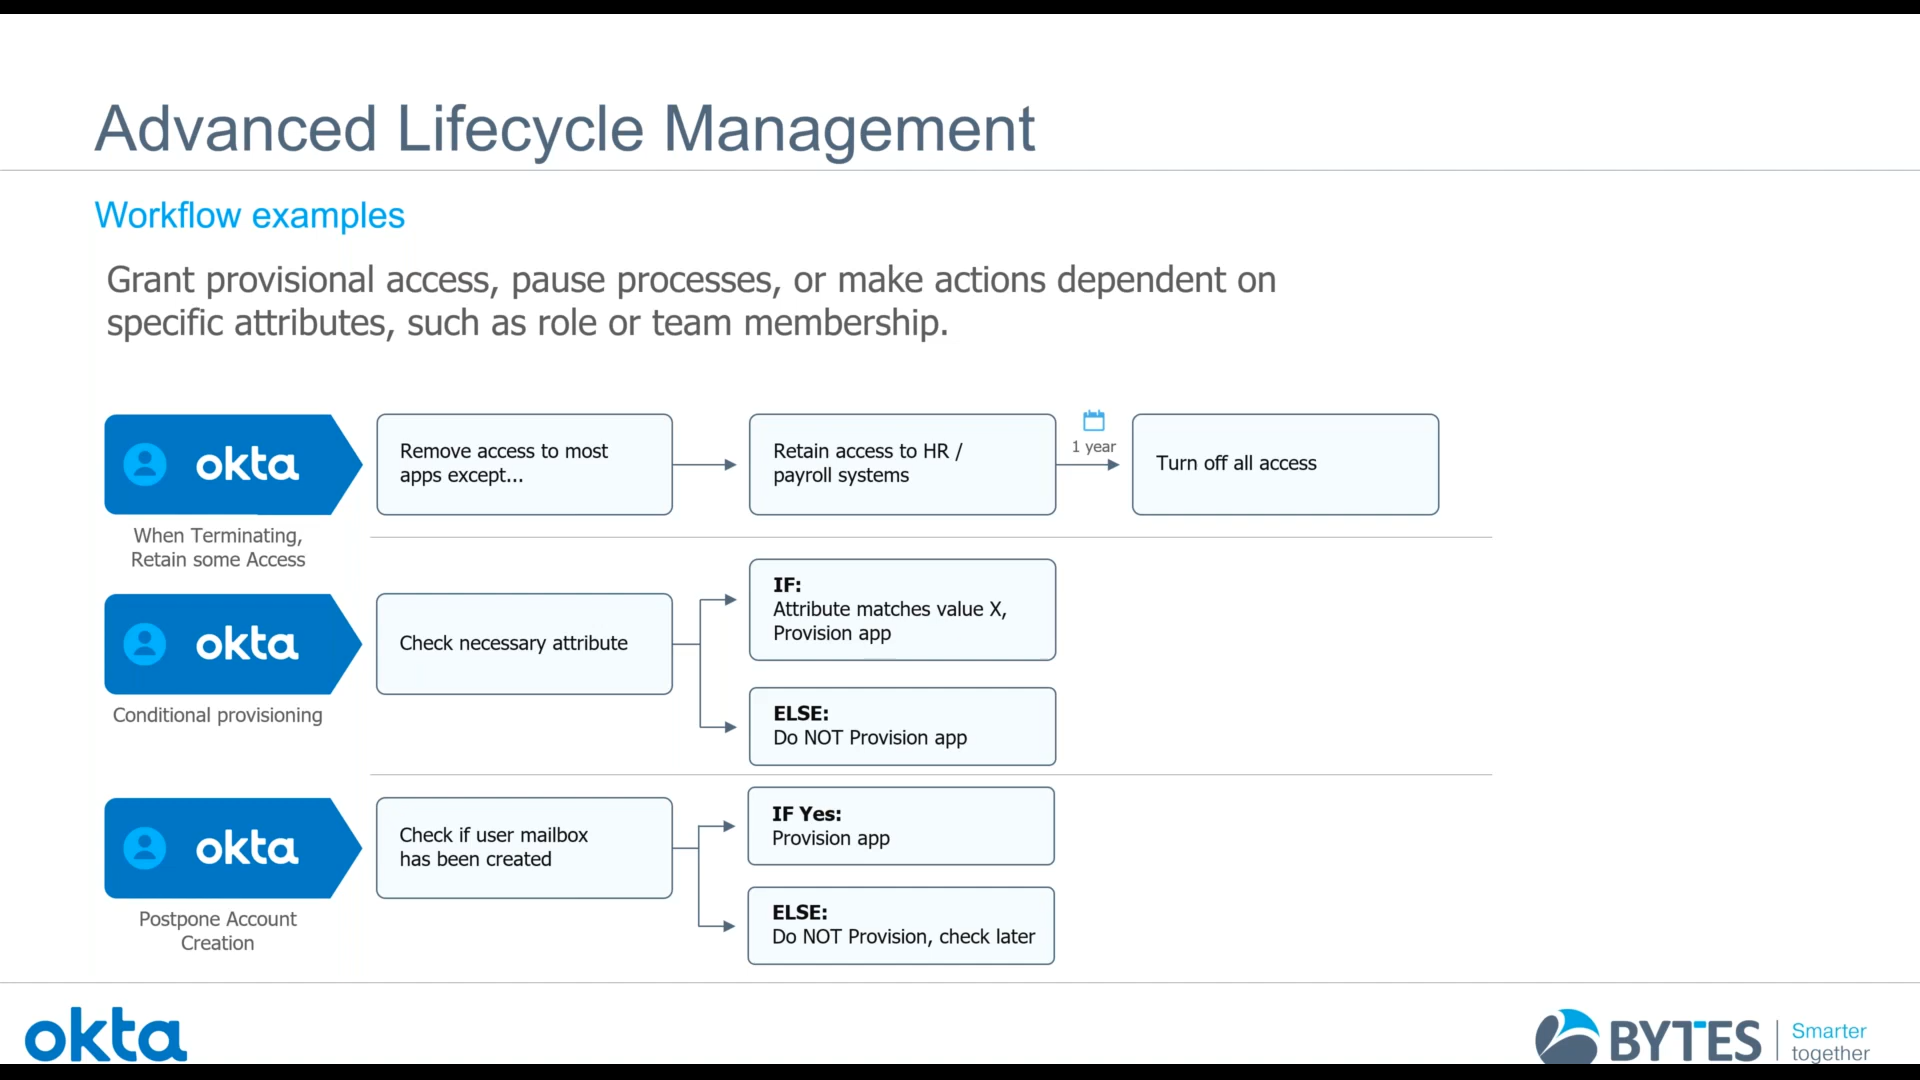 Advanced Lifecycle Management
Workflow examples
Grant provisional access, pause processes, or make actions dependent on
specific attributes, such as role or team membership.
okta
When Terminating,
Retain some Access
Remove access to most
apps except...
Retain access to HR /
payroll systems
1 year
Turn off all access
okta
Conditional provisioning
Check necessary attribute
IF:
Attribute matches value X,
Provision app
ELSE:
Do NOT Provision app
okta
Postpone Account
Creation
Check if user mailbox
has been created
IF Yes:
Provision app
ELSE:
Do NOT Provision, check later
okta
BYTES
Smarter
together